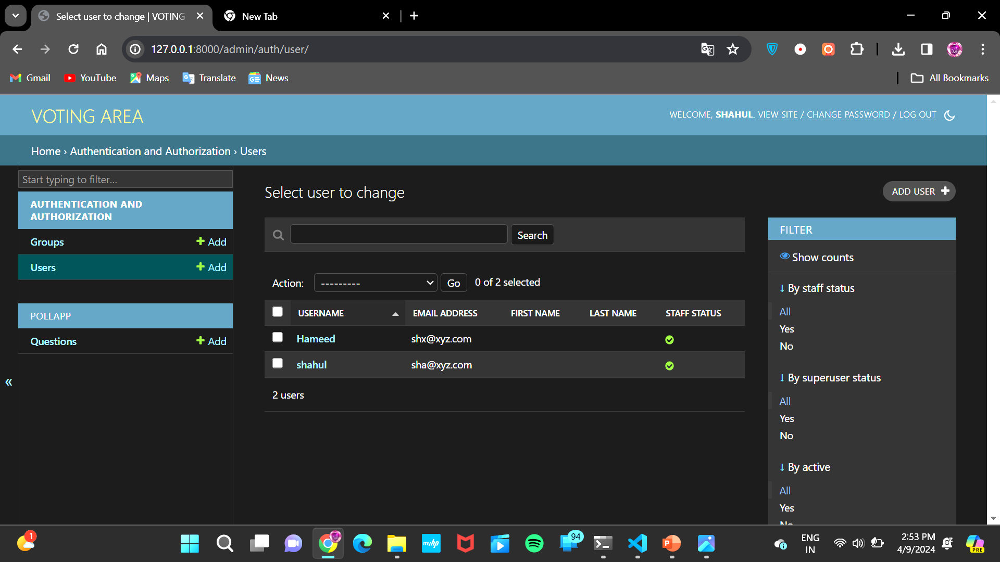 Select user to change | VOTING
New Tab
127.0.0.1:8000/admin/auth/user/
Gmail
YouTube
Maps
Translate
News
All Bookmarks
VOTING AREA
WELCOME, SHAHUL. VIEW SITE / CHANGE PASSWORD / LOG OUT
Home › Authentication and Authorization › Users
Start typing to filter...
AUTHENTICATION AND
AUTHORIZATION
Groups
Add
Users
Add
POLLAPP
Questions
Add
«
Select user to change
ADD USER
Search
Action:
---------
Go
0 of 2 selected
USERNAME EMAIL ADDRESS FIRST NAME LAST NAME STAFF STATUS
Hameed shx@xyz.com
shahul sha@xyz.com
2 users
FILTER
Show counts
↓ By staff status
All
Yes
No
↓ By superuser status
All
Yes
No
↓ By active
All
Yes
No
1
myhp
94
P
PRE
ENG
IN
2:53 PM
4/9/2024